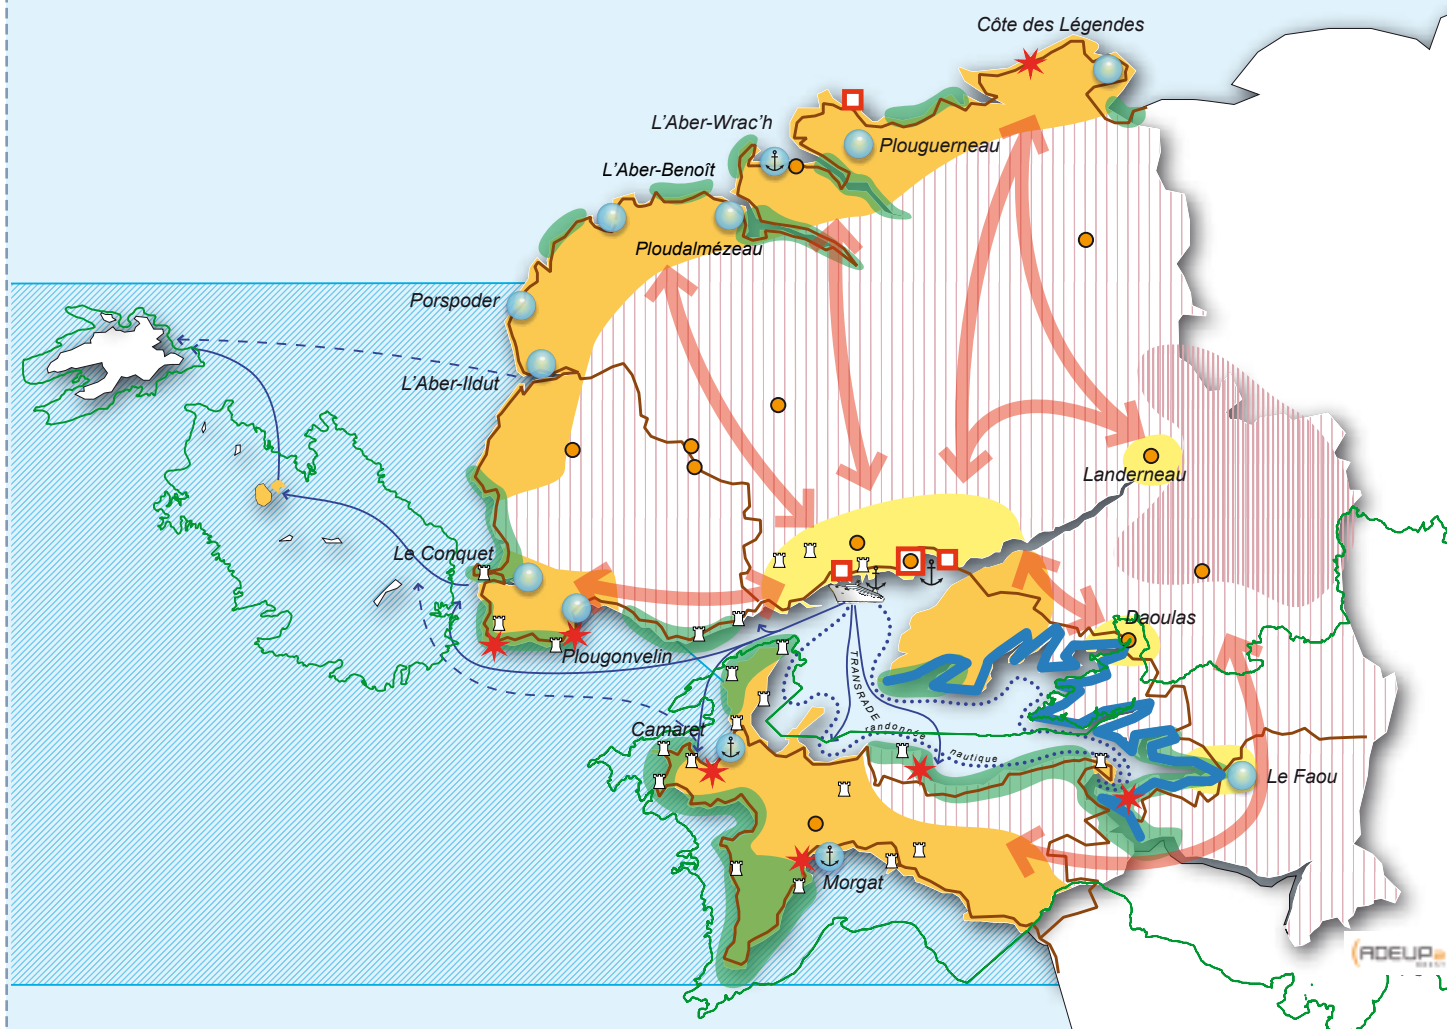 Côte des Légendes
L'Aber-Wrac'h
Plouguerneau
L'Aber-Benoît
Ploudalmézeau
Porspoder
L'Aber-Ildut
Landerneau
Le Conquet
Daoulas
Plougonvelin
TRANSRADE
randonnée
nautique
Camaret
Le Faou
Morgat
ADEUPa